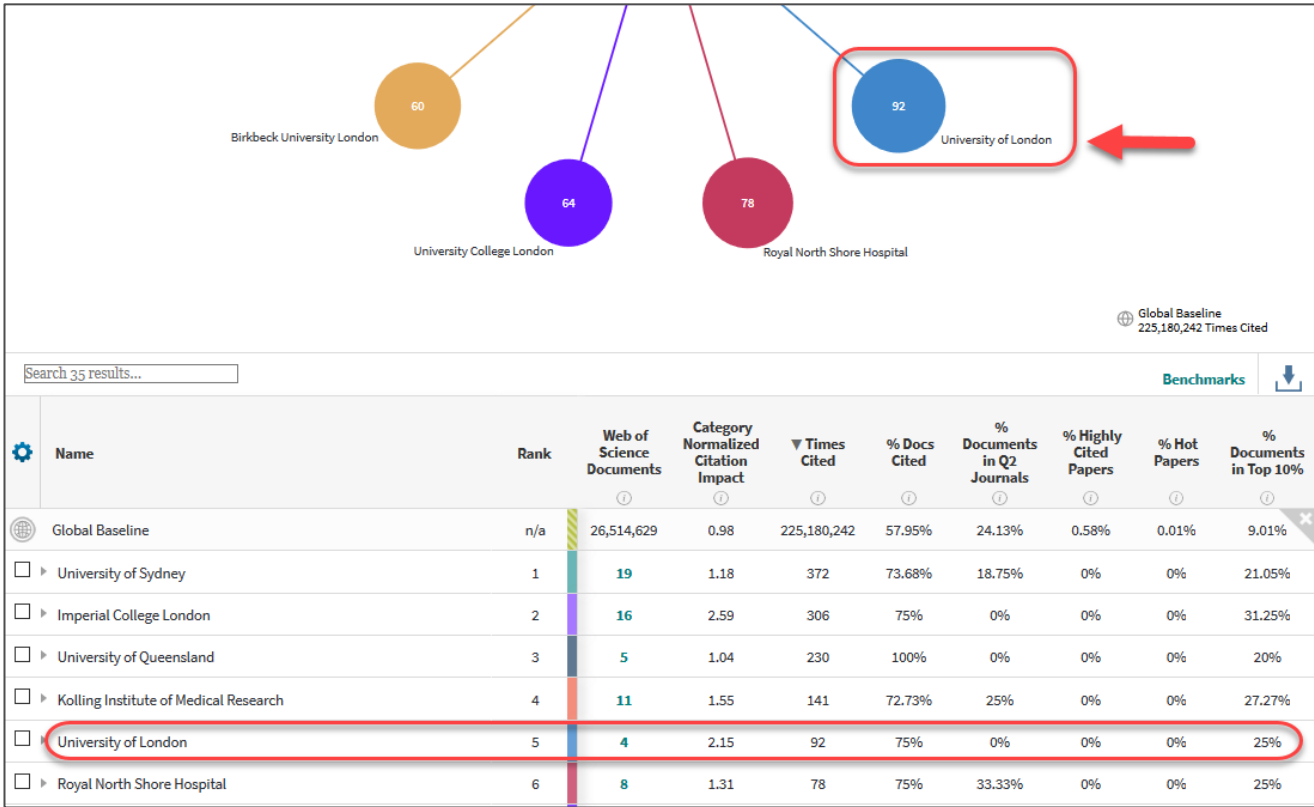 60
Birkbeck University London
92
University of London
64
University College London
78
Royal North Shore Hospital
Global Baseline
225,180,242 Times Cited
Search 35 results...
Benchmarks
Name
Rank
Web of
Science
Documents
Category
Normalized
Citation
Impact
▼ Times
Cited
% Docs
Cited
%
Documents
in Q2
Journals
% Highly
Cited
Papers
% Hot
Papers
%
Documents
in Top 10%
Global Baseline n/a 26,514,629 0.98 225,180,242 57.95% 24.13% 0.58% 0.01% 9.01%
University of Sydney 1 19 1.18 372 73.68% 18.75% 0% 0% 21.05%
Imperial College London 2 16 2.59 306 75% 0% 0% 0% 31.25%
University of Queensland 3 5 1.04 230 100% 0% 0% 0% 20%
Kolling Institute of Medical Research 4 11 1.55 141 72.73% 25% 0% 0% 27.27%
University of London 5 4 2.15 92 75% 0% 0% 0% 25%
Royal North Shore Hospital 6 8 1.31 78 75% 33.33% 0% 0% 25%